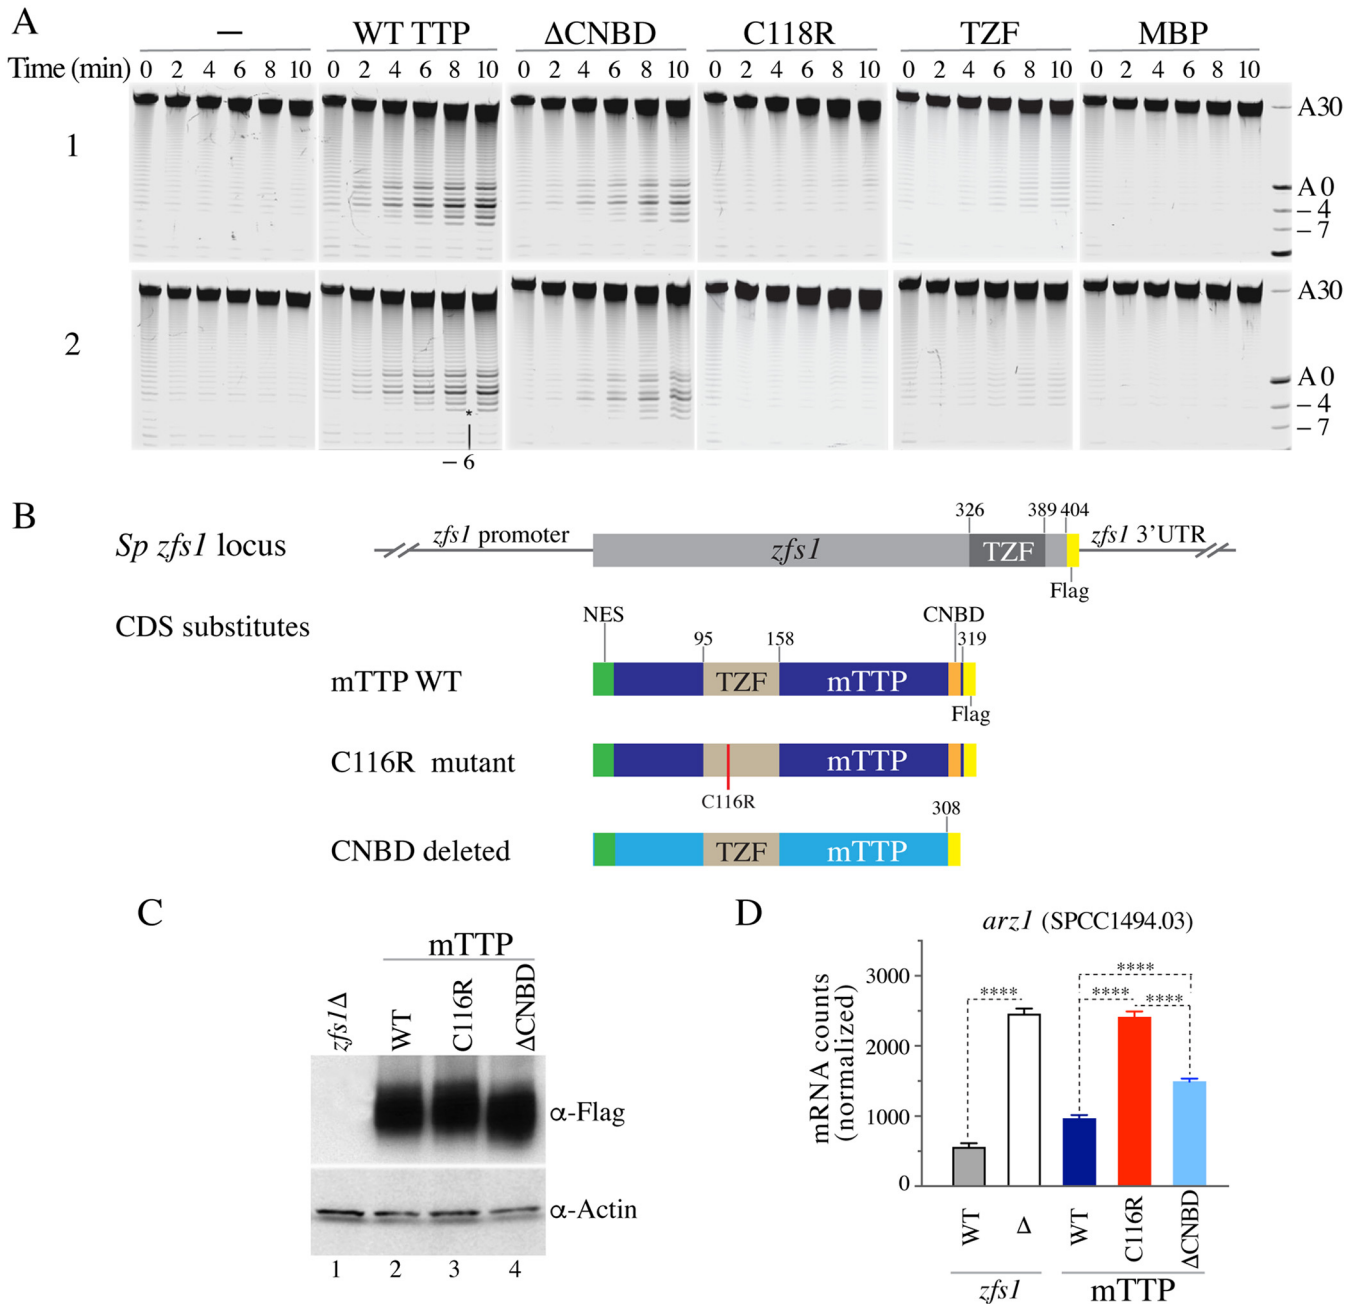 A
– WT TTP ΔCNBD C118R TZF MBP
Time (min) 0 2 4 6 8 10 0 2 4 6 8 10 0 2 4 6 8 10 0 2 4 6 8 10 0 2 4 6 8 10 0 2 4 6 8 10
1
A30
A 0
– 4
– 7
2
A30
A 0
– 4
– 7
*
– 6
B
Sp zfs1 locus
zfs1 promoter
zfs1
326 389 404
TZF
zfs1 3’UTR
Flag
CDS substitutes
NES
CNBD
95 158 319
mTTP WT
TZF mTTP
Flag
C116R mutant
mTTP
C116R
308
CNBD deleted
TZF mTTP
C
mTTP
zfs1Δ WT C116R ΔCNBD
α-Flag
α-Actin
1 2 3 4
D
arz1 (SPCC1494.03)
mRNA counts
(normalized)
3000
2000
1000
0
****
****
**** ****
WT Δ WT C116R ΔCNBD
zfs1 mTTP